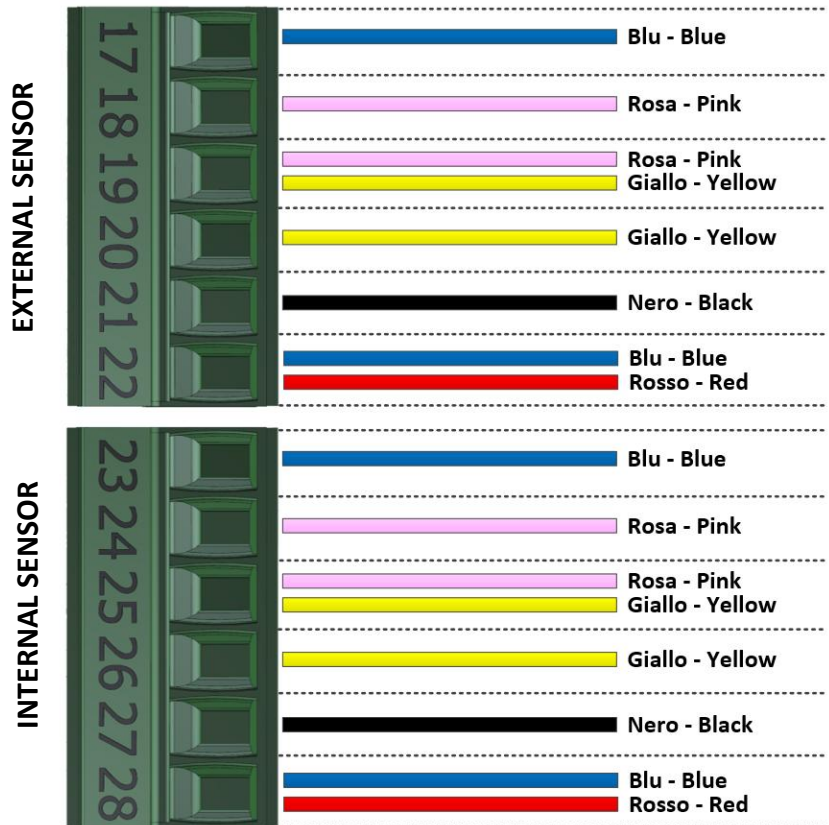 EXTERNAL SENSOR
17 Blu - Blue
18 Rosa - Pink
19 Rosa - Pink
Giallo - Yellow
20 Giallo - Yellow
21 Nero - Black
22 Blu - Blue
Rosso - Red
INTERNAL SENSOR
23 Blu - Blue
24 Rosa - Pink
25 Rosa - Pink
Giallo - Yellow
26 Giallo - Yellow
27 Nero - Black
28 Blu - Blue
Rosso - Red